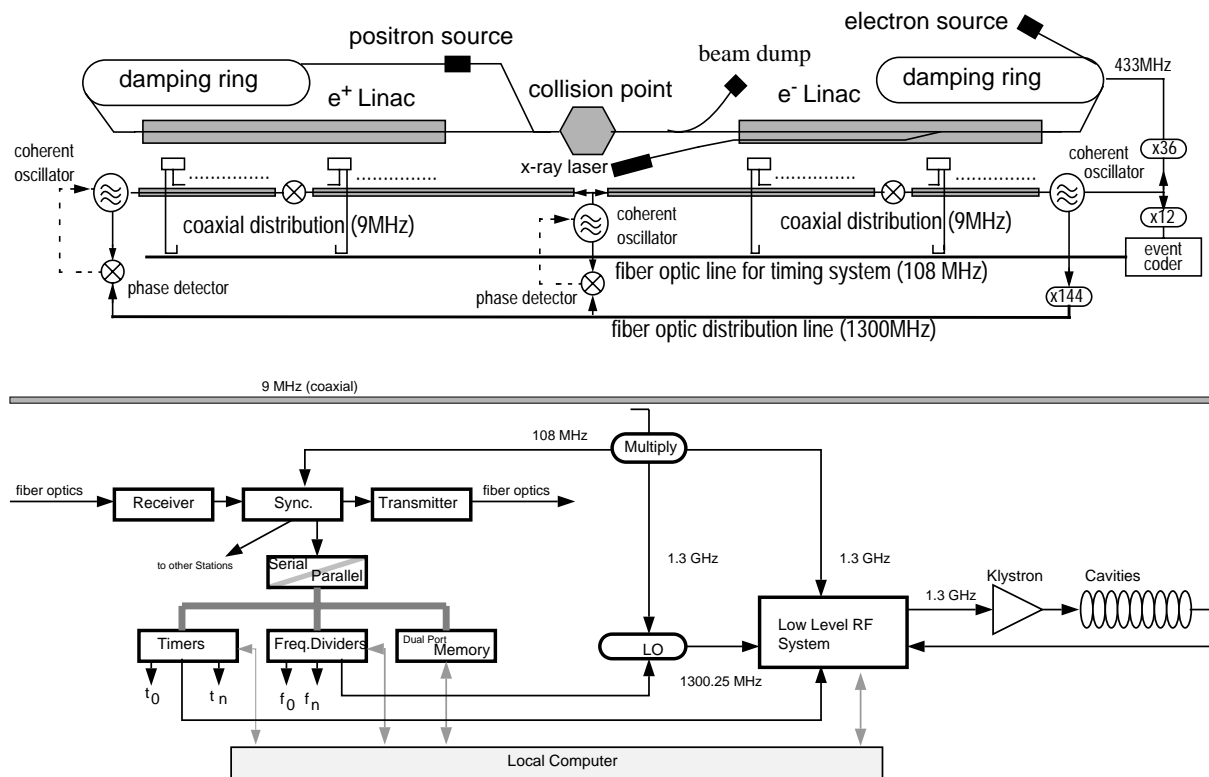 electron source
positron source
beam dump
damping ring
damping ring
433MHz
e+ Linac
collision point
e- Linac
x-ray laser
x36
coherent
oscillator
coherent
oscillator
coaxial distribution (9MHz)
coherent
oscillator
coaxial distribution (9MHz)
x12
event
coder
fiber optic line for timing system (108 MHz)
phase detector
phase detector
x144
fiber optic distribution line (1300MHz)
9 MHz (coaxial)
108 MHz
Multiply
fiber optics
Receiver
Sync.
Transmitter
fiber optics
to other Stations
Serial
Parallel
1.3 GHz
1.3 GHz
Klystron
Cavities
1.3 GHz
Timers
Freq.Dividers
Dual Port
Memory
LO
Low Level RF
System
1300.25 MHz
t0
tn
f0
fn
Local Computer